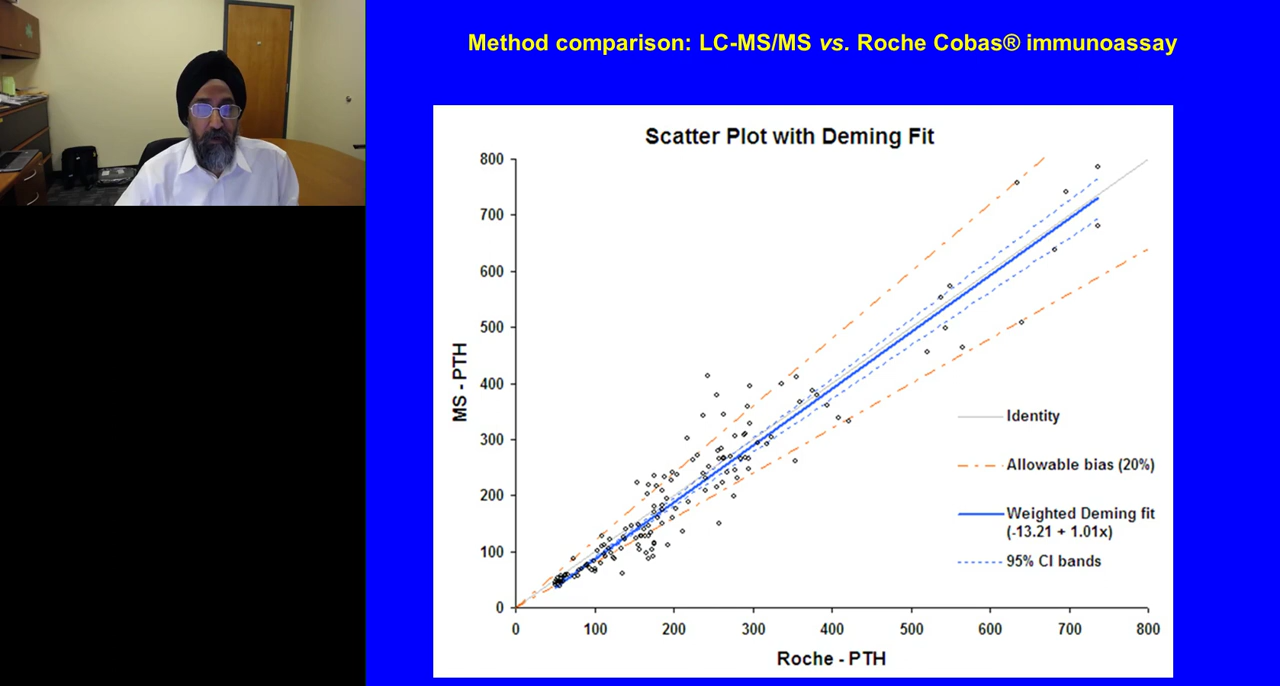 Method comparison: LC-MS/MS vs. Roche Cobas® immunoassay
Scatter Plot with Deming Fit
800
700
600
500
400
300
200
100
0
MS - PTH
0 100 200 300 400 500 600 700 800
Roche - PTH
Identity
Allowable bias (20%)
Weighted Deming fit
(-13.21 + 1.01x)
95% CI bands